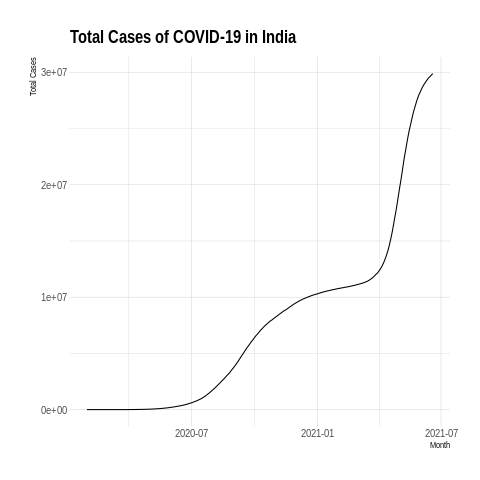 Total Cases of COVID-19 in India
Total Cases
3e+07
2e+07
1e+07
0e+00
2020-07 2021-01 2021-07
Month